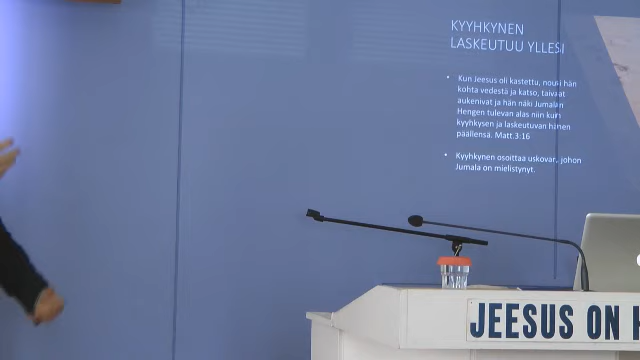 KYYHKYNEN
LASKEUTUU YLLESI
• Kun Jeesus oli kastettu, nousi hän
kohta vedestä ja katso, taivaat
aukenivat ja hän näki Jumalan
Hengen tulevan alas niin kuin
kyyhkysen ja laskeutuvan hänen
päällensä. Matt.3:16
• Kyyhkynen osoittaa uskovan, johon
Jumala on mielistynyt.
JEESUS ON